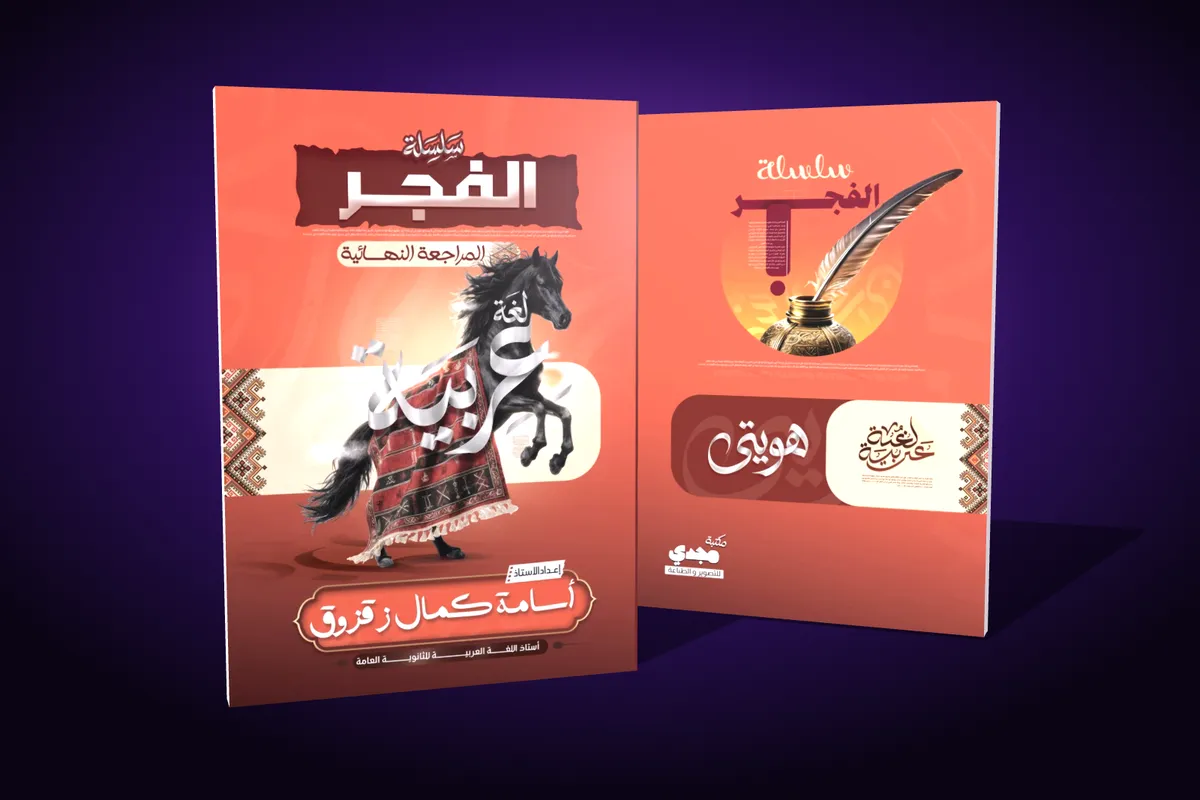 سلسلة
الفجر
المراجعة النهائية
لغة
عربية
إعداد الأستاذ
أسامة كمال زقزوق
أستاذ اللغة العربية للثانوية العامة
سلسلة
الفجر
هويتي
لغة
عربية
مكتبة
مجدي
للتصوير والطباعة